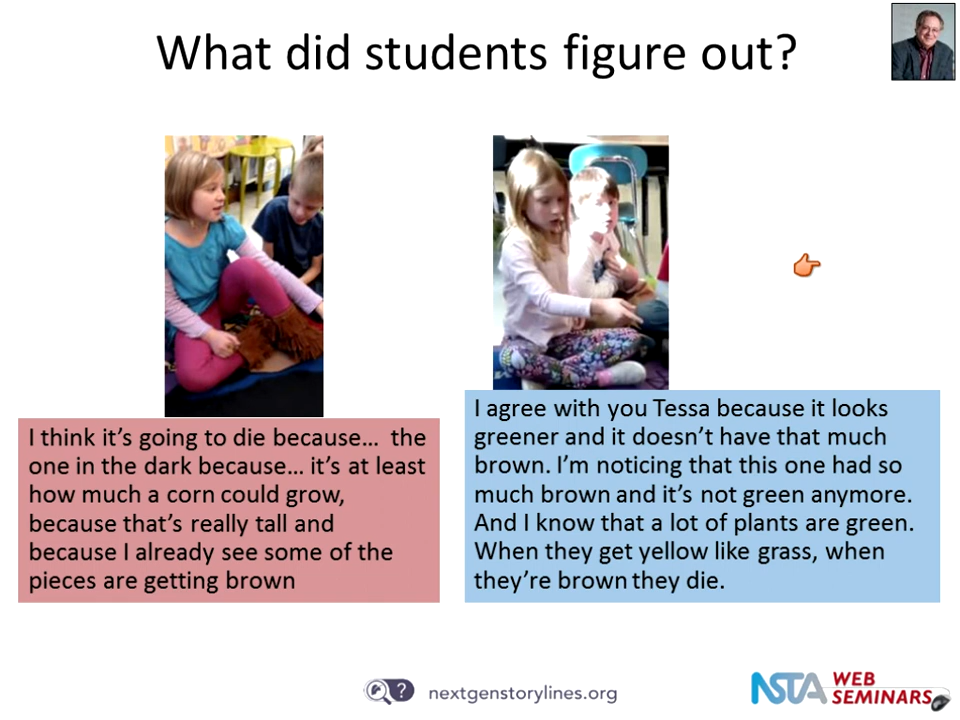 What did students figure out?
I think it's going to die because... the
one in the dark because... it's at least
how much a corn could grow,
because that's really tall and
because I already see some of the
pieces are getting brown
I agree with you Tessa because it looks
greener and it doesn't have that much
brown. I'm noticing that this one had so
much brown and it's not green anymore.
And I know that a lot of plants are green.
When they get yellow like grass, when
they're brown they die.
?
nextgenstorylines.org
NSTA WEB
SEMINARS